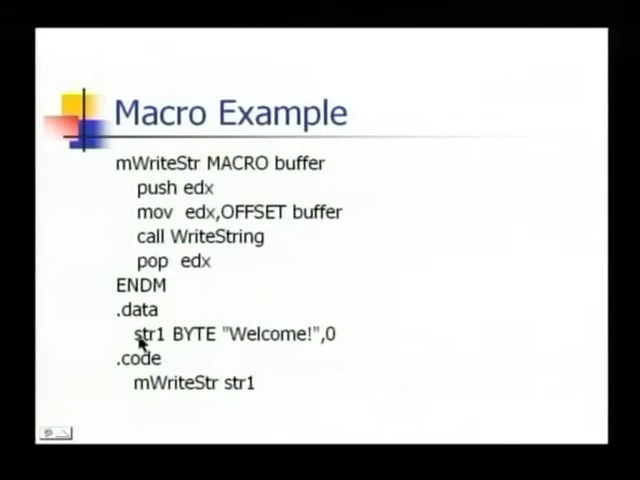 Macro Example
mWriteStr MACRO buffer
push edx
mov edx,OFFSET buffer
call WriteString
pop edx
ENDM
.data
str1 BYTE "Welcome!",0
.code
mWriteStr str1